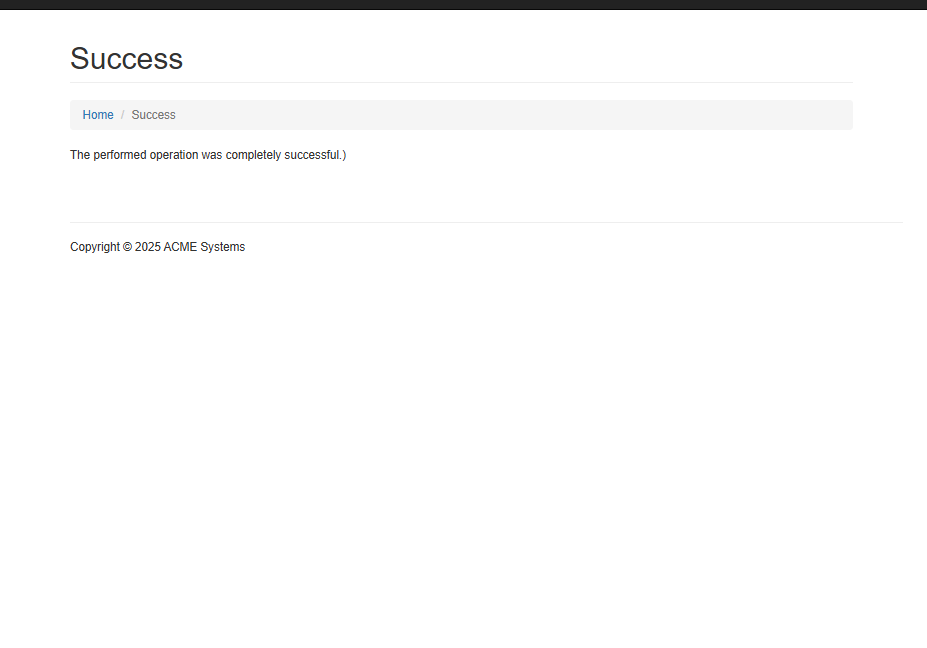 Success
Home / Success
The performed operation was completely successful.)
Copyright © 2025 ACME Systems